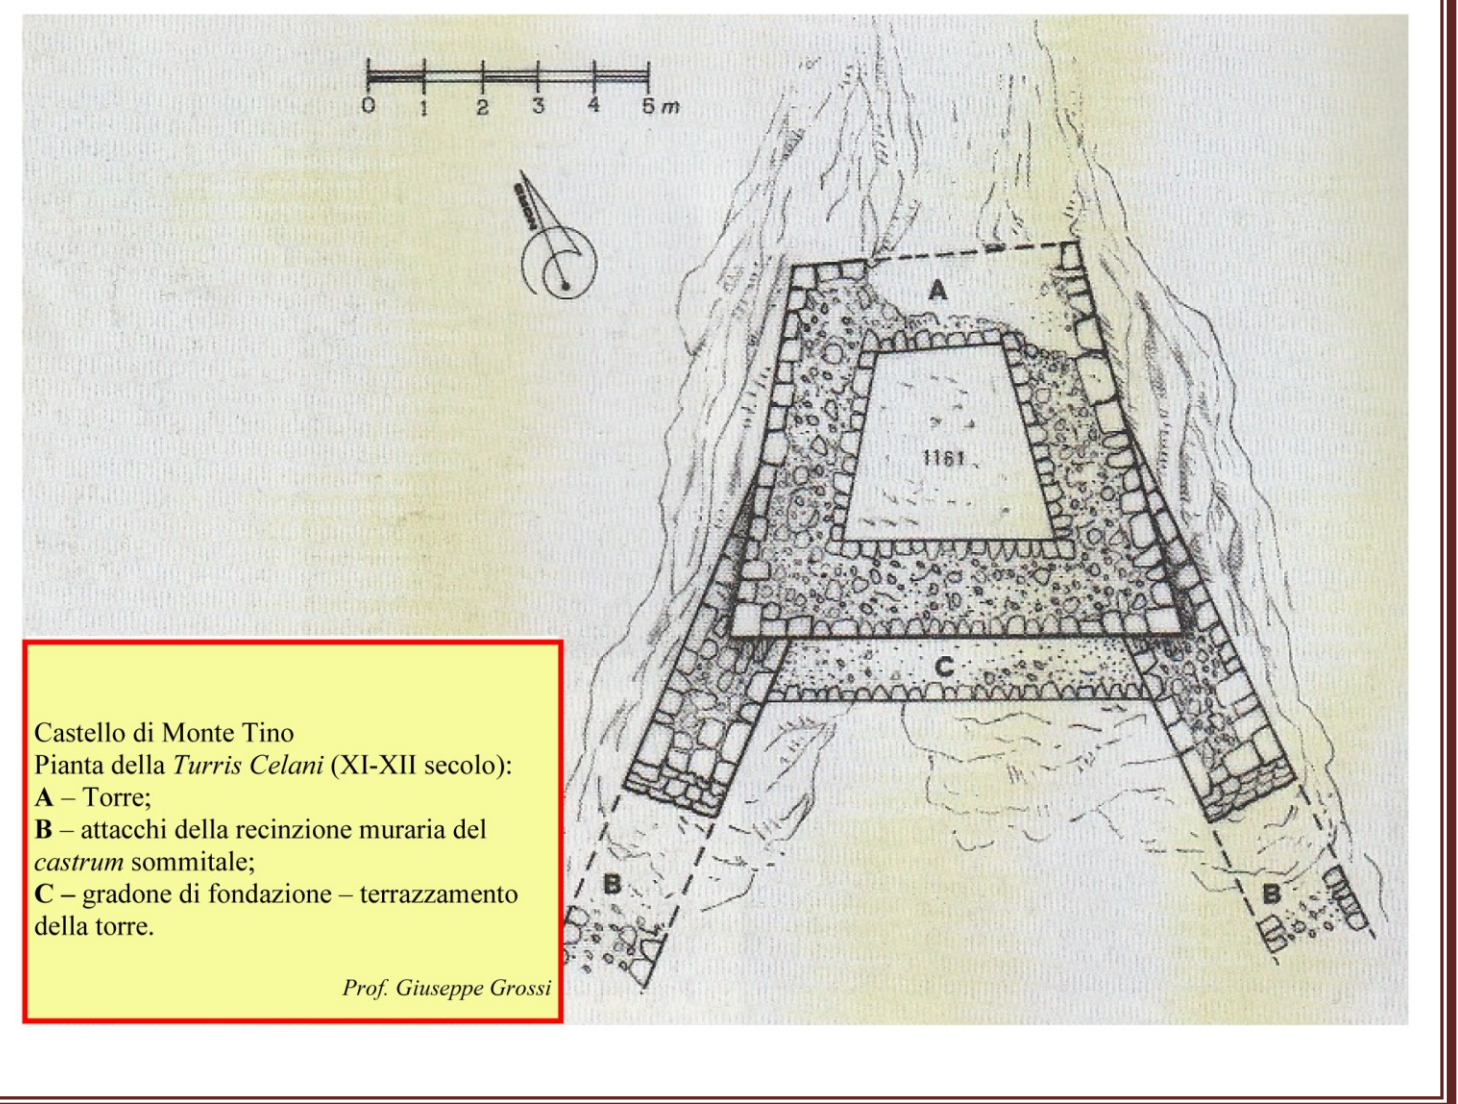 0 1 2 3 4 5 m
A
1161
C
B
B
Castello di Monte Tino
Pianta della Turris Celani (XI-XII secolo):
A – Torre;
B – attacchi della recinzione muraria del
castrum sommitale;
C – gradone di fondazione – terrazzamento
della torre.
Prof. Giuseppe Grossi